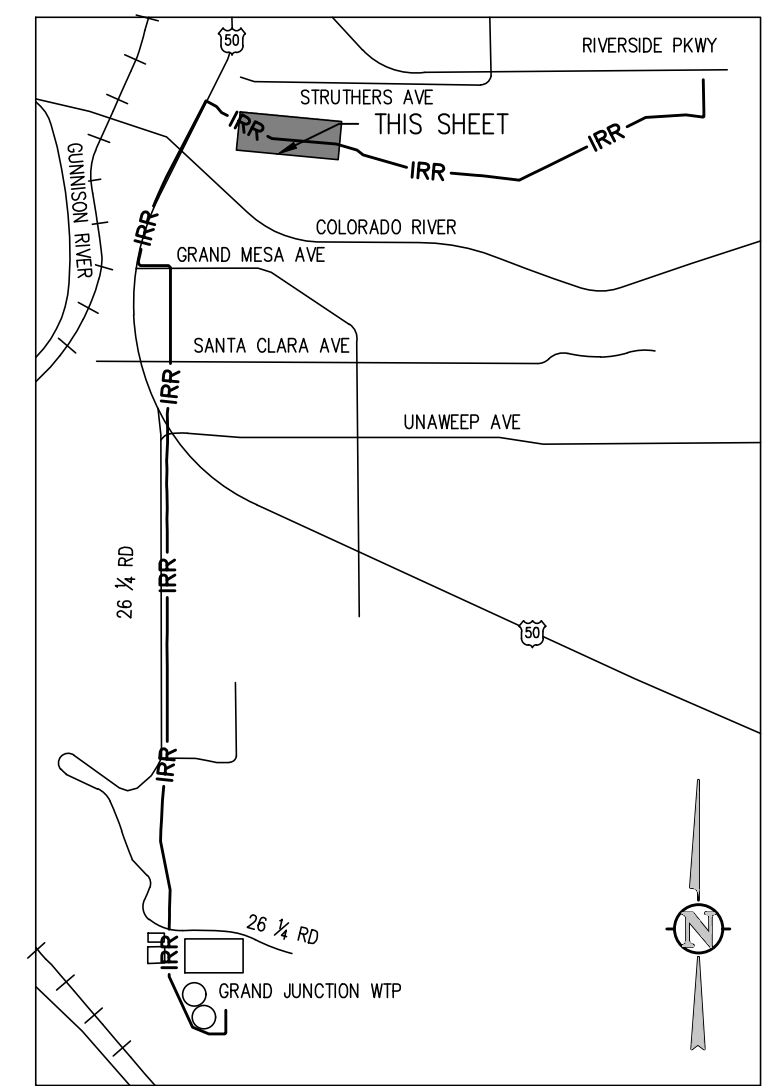 50
RIVERSIDE PKWY
STRUTHERS AVE
IRR
THIS SHEET
IRR
IRR
GUNNISON RIVER
IRR
COLORADO RIVER
GRAND MESA AVE
SANTA CLARA AVE
IRR
UNAWEEP AVE
26 ¼ RD
IRR
50
IRR
26 ¼ RD
IRR
N
GRAND JUNCTION WTP